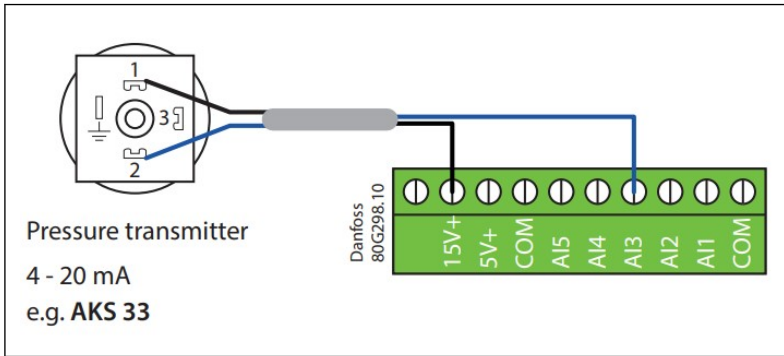 1
3
2
Pressure transmitter
4 - 20 mA
e.g. AKS 33
Danfoss
80G298.10
15V+
5V+
COM
AI5
AI4
AI3
AI2
AI1
COM